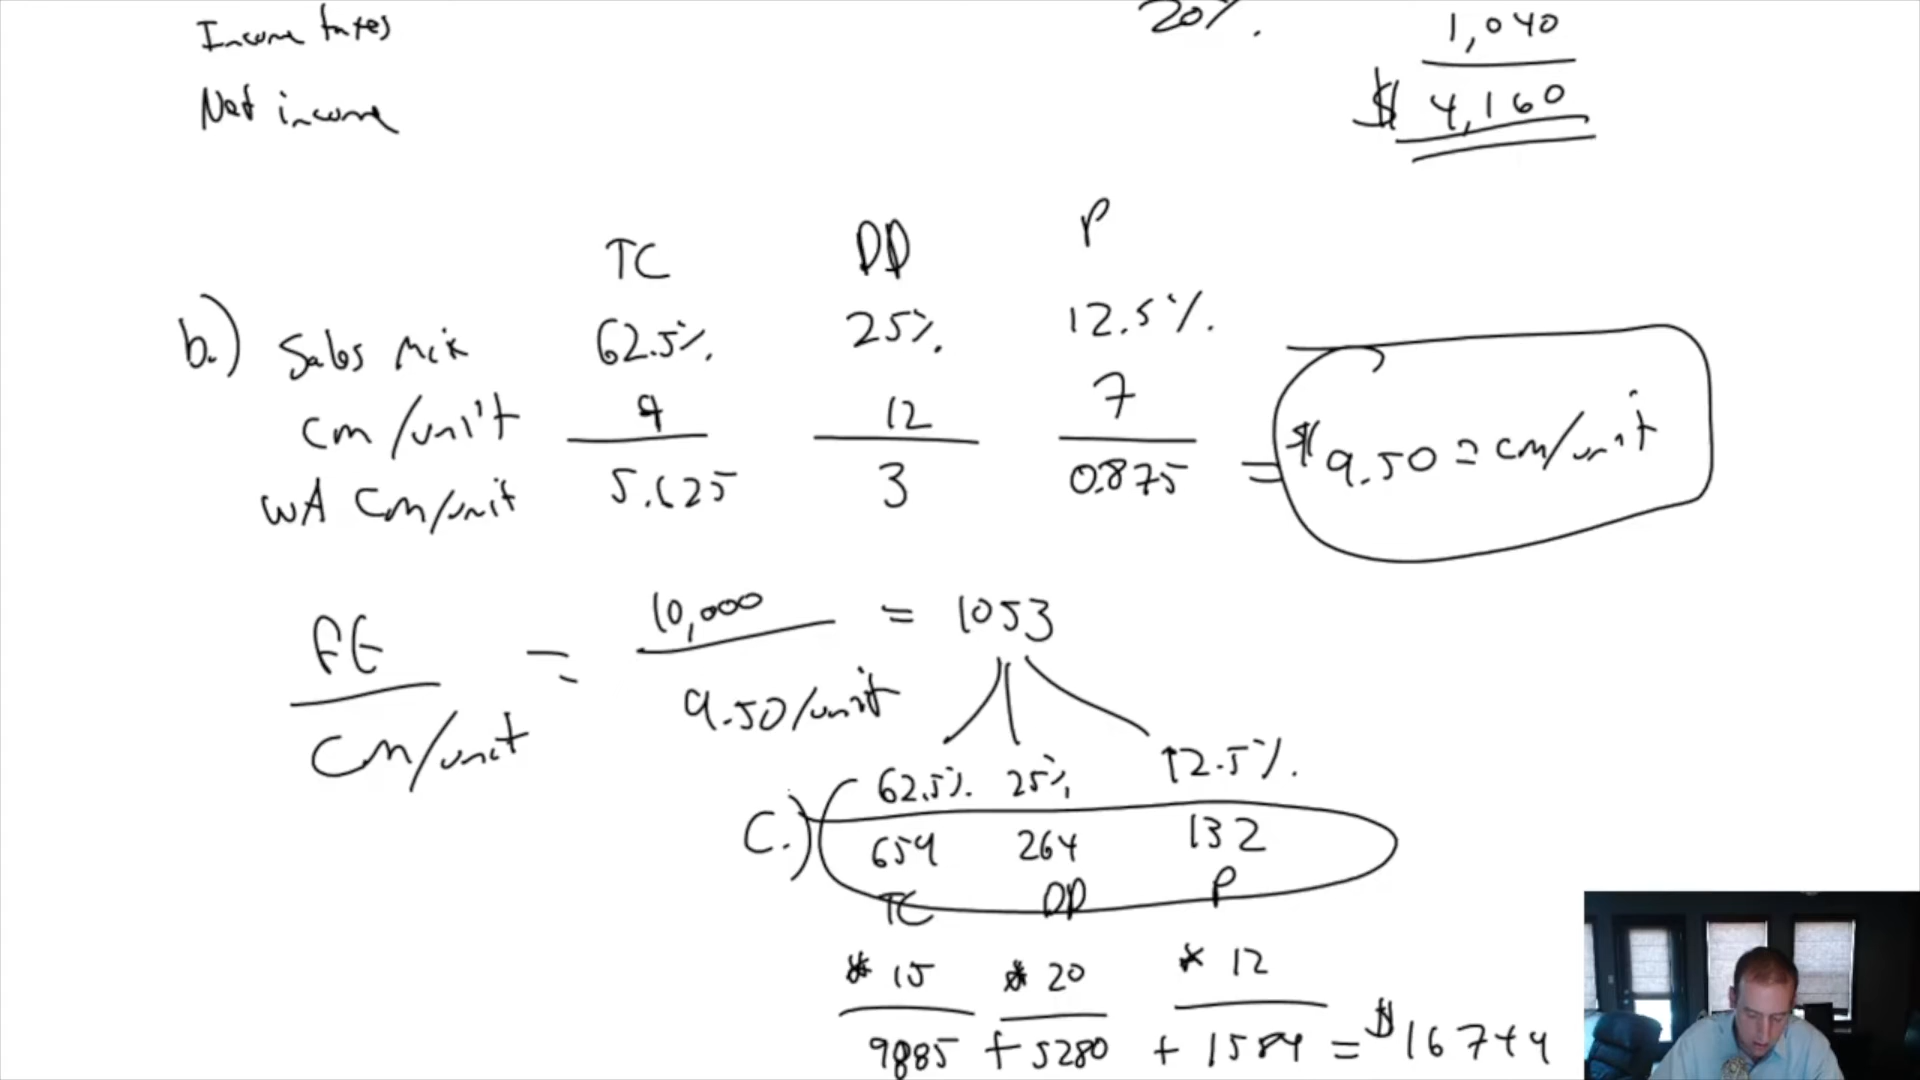 Income taxes 20%. 1,040
Net income $ 4,160
TC DD P
b.) Sales mix 62.5% 25% 12.5%
cm/unit 9 12 7
WA cm/unit 5.625 3 0.875 = $9.50 = cm/unit
FE / cm/unit = 10,000 / 9.50/unit = 1053
62.5% 25% 12.5%
C.) 659 264 132
TC DD P
* 15 * 20 * 12
9885 + 5280 + 1584 = $16744